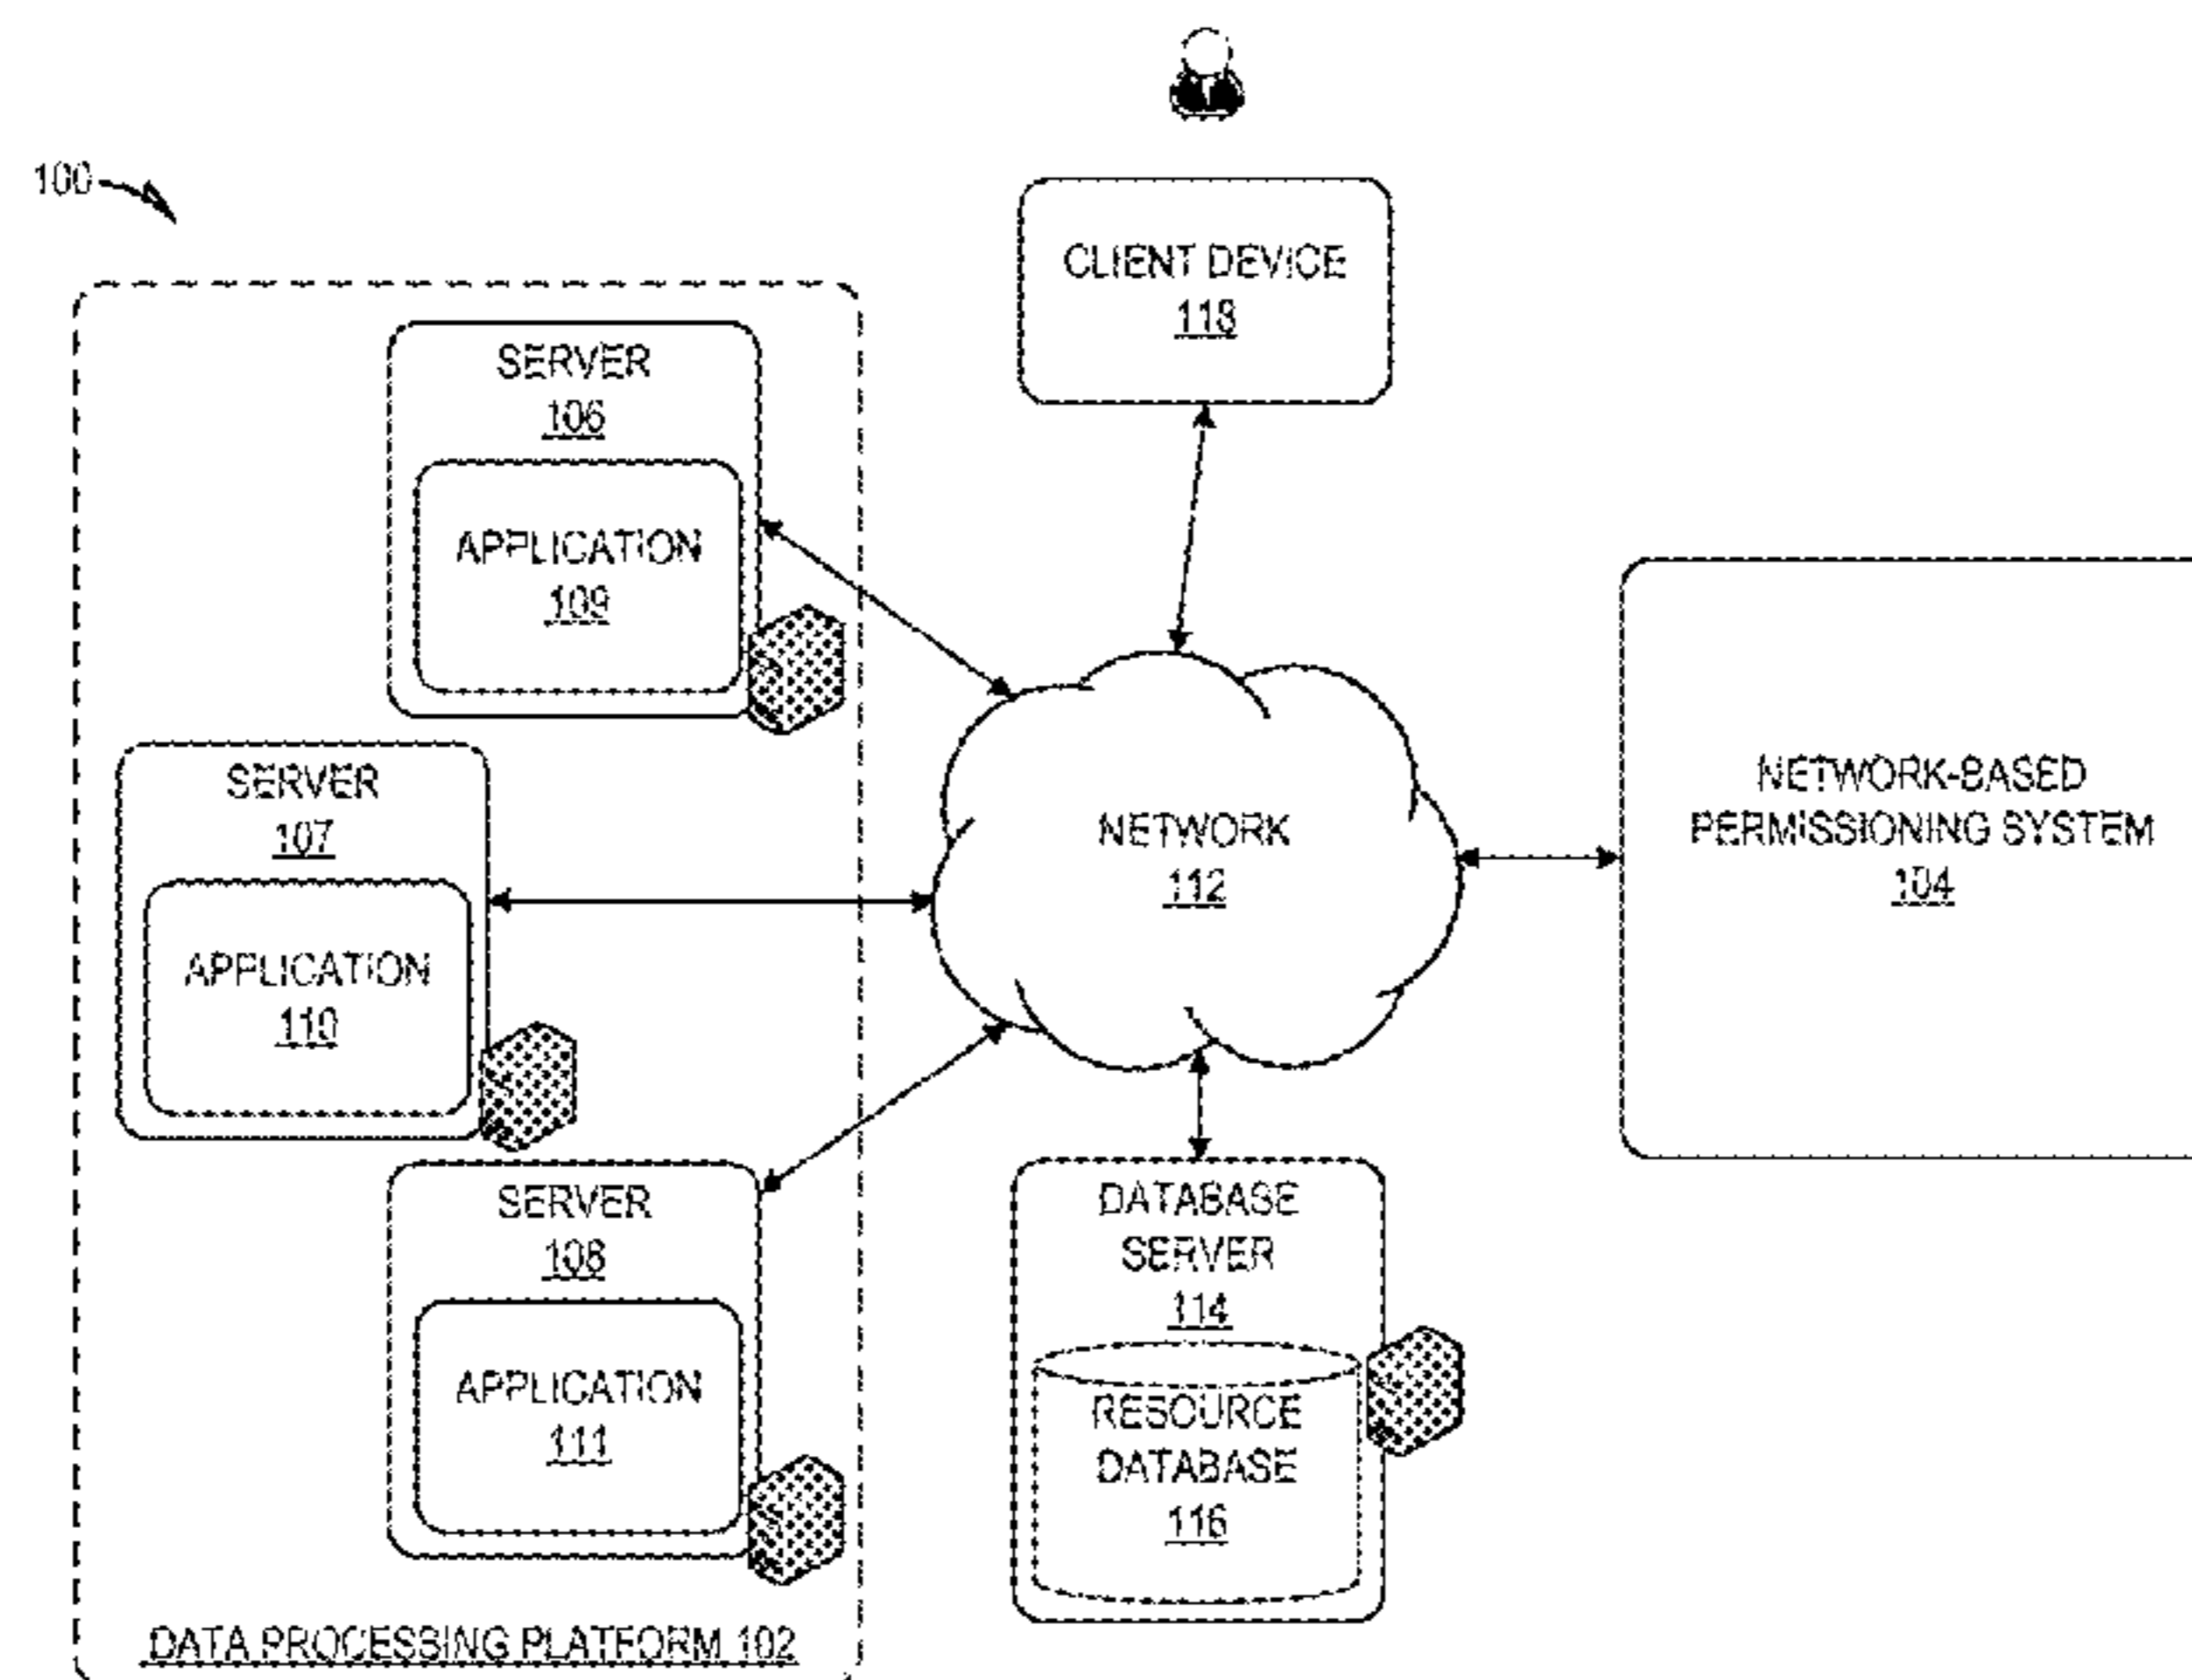 100
CLIENT DEVICE
118
SERVER
106
APPLICATION
109
SERVER
107
APPLICATION
110
NETWORK
112
NETWORK-BASED
PERMISSIONING SYSTEM
104
SERVER
108
APPLICATION
111
DATABASE
SERVER
114
RESOURCE
DATABASE
116
DATA PROCESSING PLATFORM 102